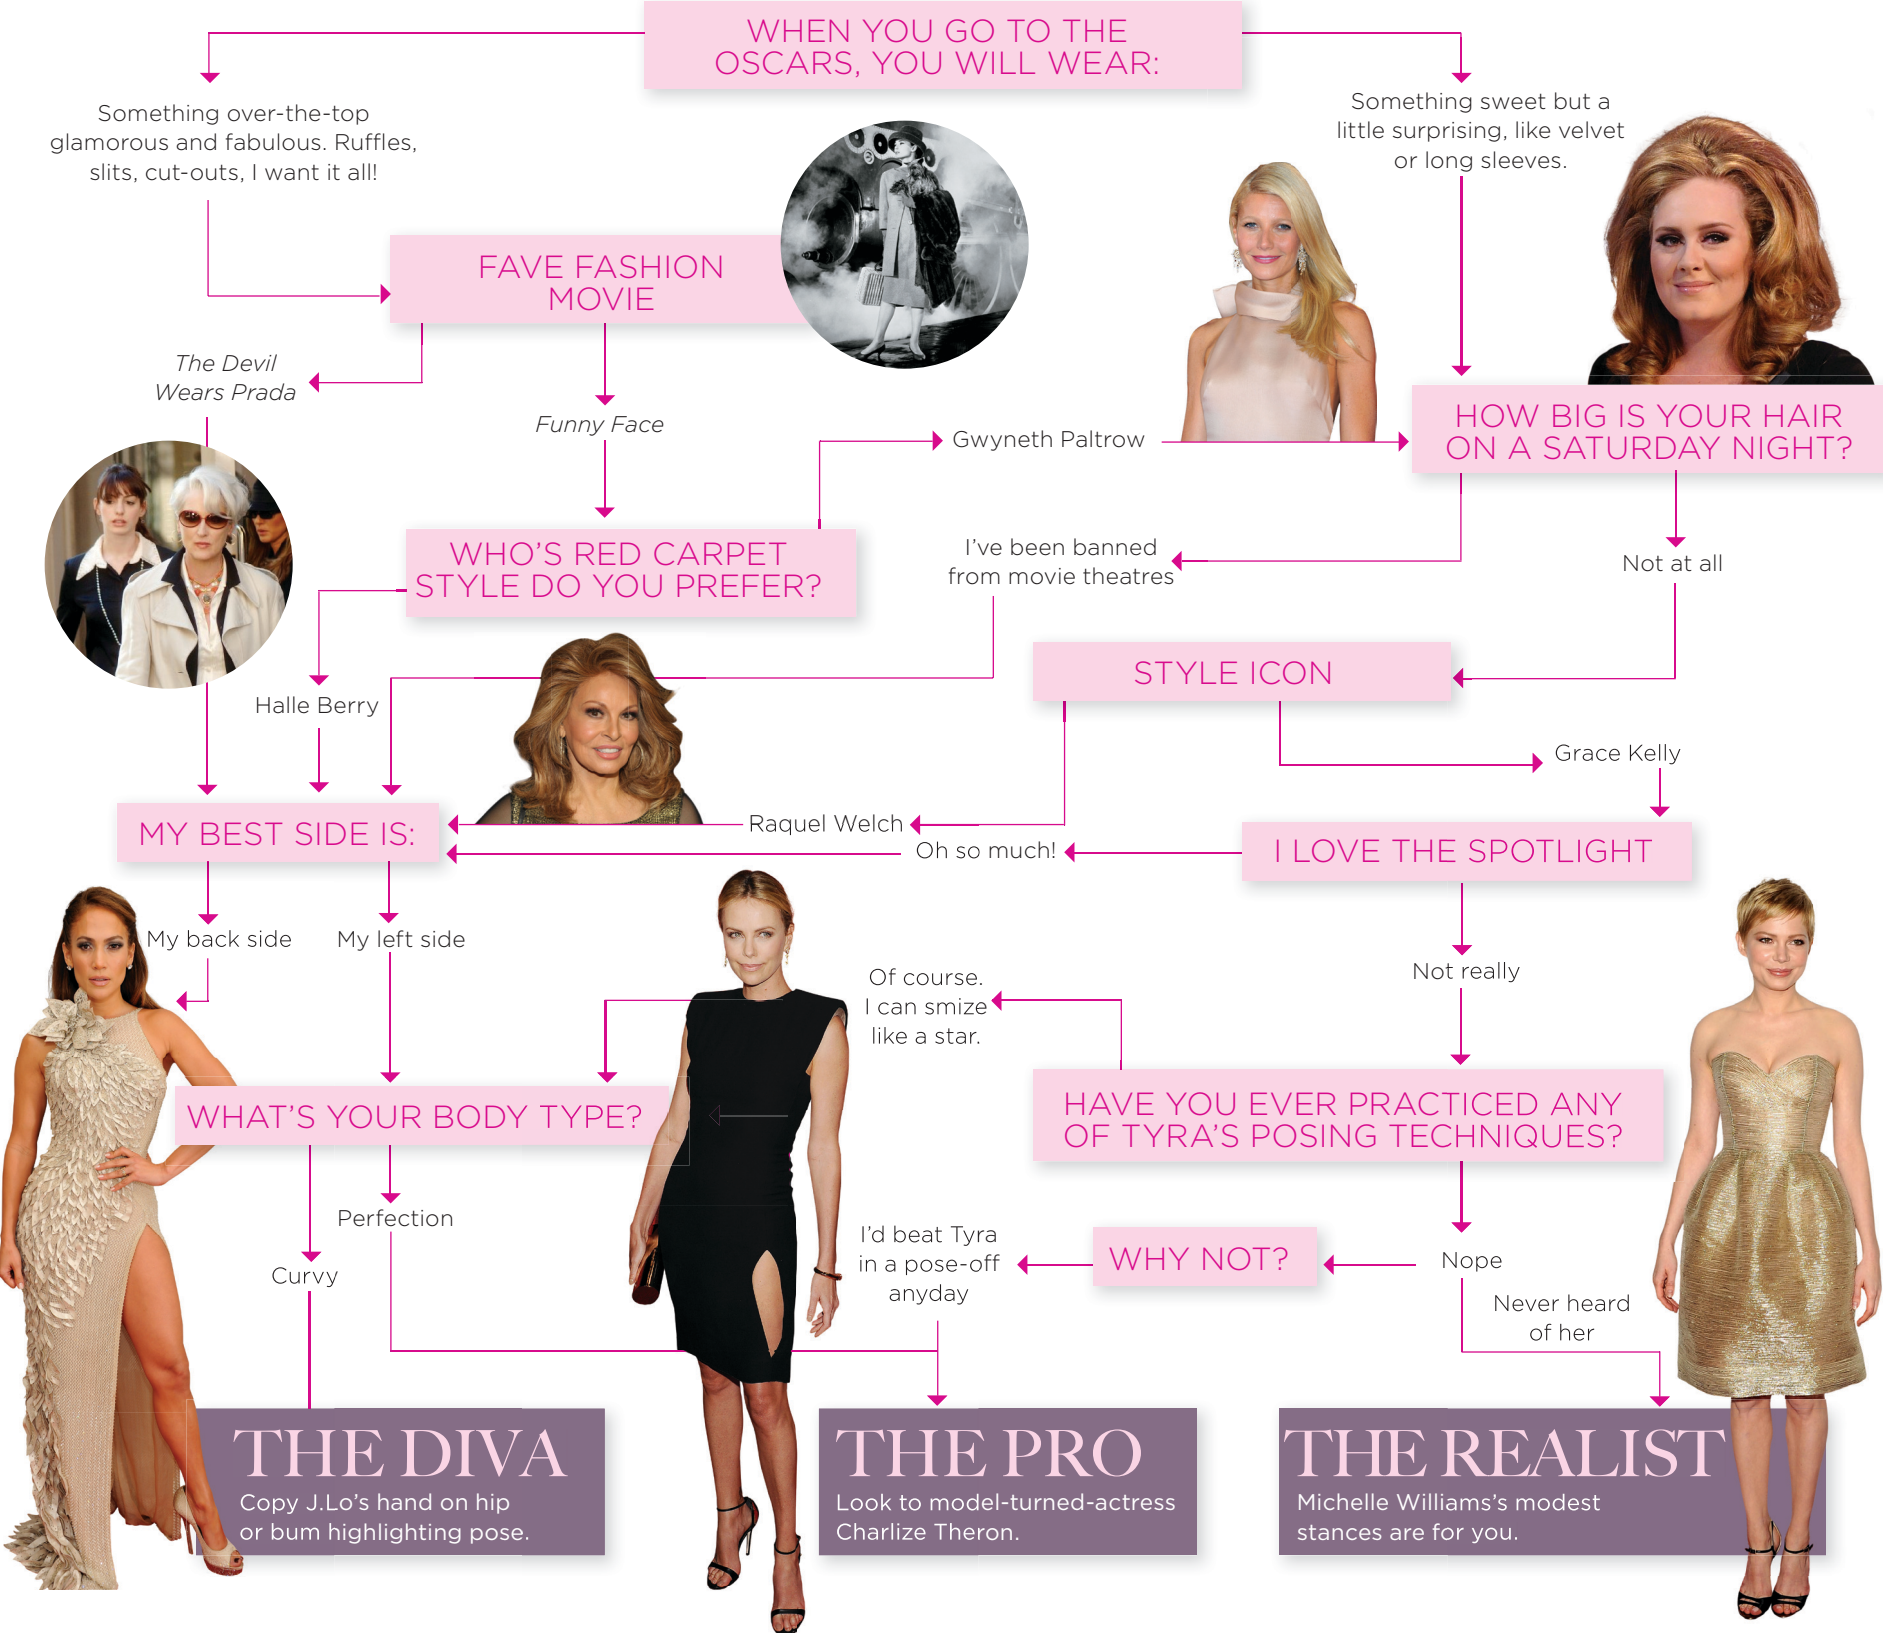 WHEN YOU GO TO THE
OSCARS, YOU WILL WEAR:
Something over-the-top
glamorous and fabulous. Ruffles,
slits, cut-outs, I want it all!
Something sweet but a
little surprising, like velvet
or long sleeves.
FAVE FASHION
MOVIE
The Devil
Wears Prada
Funny Face
Gwyneth Paltrow
HOW BIG IS YOUR HAIR
ON A SATURDAY NIGHT?
WHO'S RED CARPET
STYLE DO YOU PREFER?
I've been banned
from movie theatres
Not at all
STYLE ICON
Halle Berry
Grace Kelly
Raquel Welch
MY BEST SIDE IS:
Oh so much!
I LOVE THE SPOTLIGHT
My back side
My left side
Not really
Of course.
I can smize
like a star.
WHAT'S YOUR BODY TYPE?
HAVE YOU EVER PRACTICED ANY
OF TYRA'S POSING TECHNIQUES?
Perfection
Curvy
I'd beat Tyra
in a pose-off
anyday
WHY NOT?
Nope
Never heard
of her
THE DIVA
Copy J.Lo's hand on hip
or bum highlighting pose.
THE PRO
Look to model-turned-actress
Charlize Theron.
THE REALIST
Michelle Williams's modest
stances are for you.